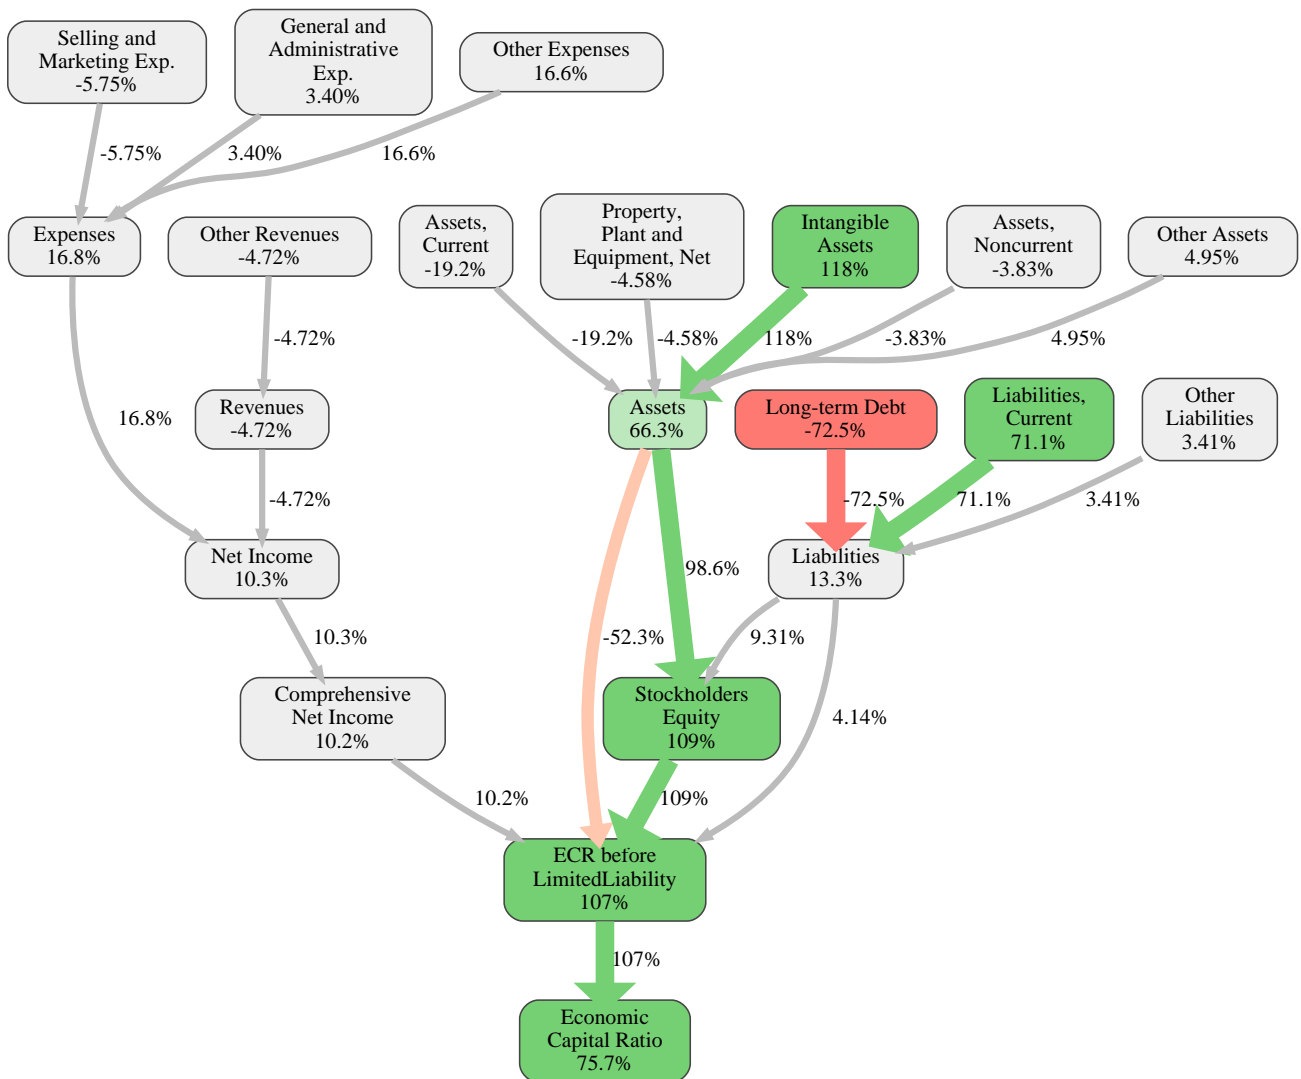 Selling and
Marketing Exp.
-5.75%
General and
Administrative
Exp.
3.40%
Other Expenses
16.6%
-5.75%
3.40%
16.6%
Expenses
16.8%
Other Revenues
-4.72%
Assets,
Current
-19.2%
Property,
Plant and
Equipment, Net
-4.58%
Intangible
Assets
118%
Assets,
Noncurrent
-3.83%
Other Assets
4.95%
-4.72%
-19.2%
-4.58%
118%
-3.83%
4.95%
16.8%
Revenues
-4.72%
Assets
66.3%
Long-term Debt
-72.5%
Liabilities,
Current
71.1%
Other
Liabilities
3.41%
-4.72%
-72.5%
71.1%
3.41%
Net Income
10.3%
98.6%
Liabilities
13.3%
10.3%
-52.3%
9.31%
Comprehensive
Net Income
10.2%
Stockholders
Equity
109%
4.14%
10.2%
109%
ECR before
LimitedLiability
107%
107%
Economic
Capital Ratio
75.7%